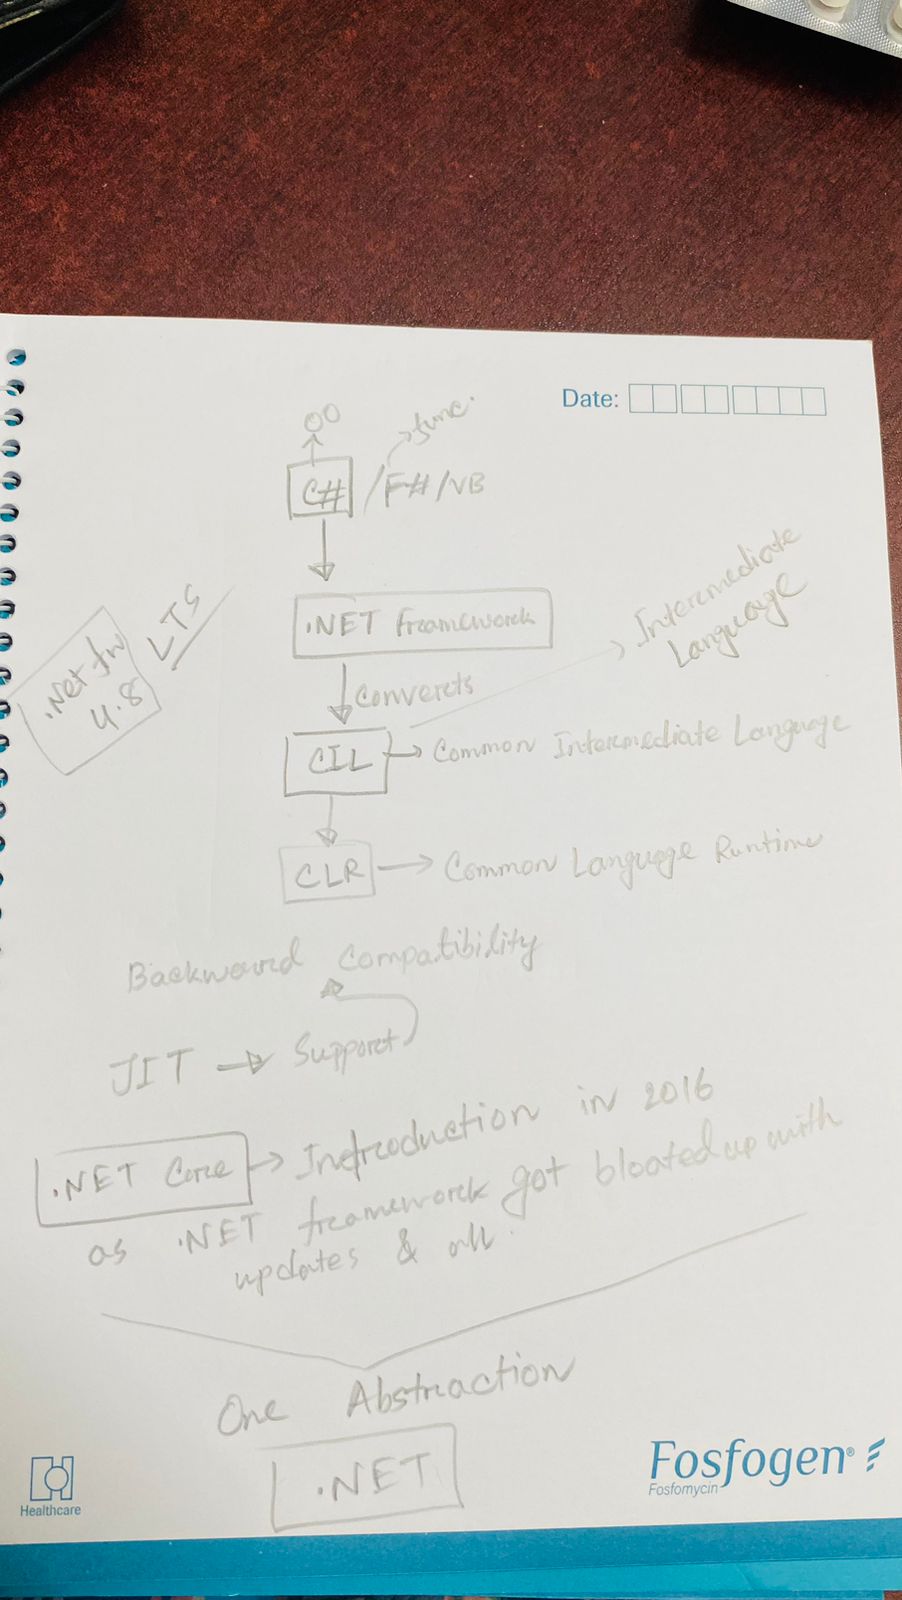 Date:
OO
func.
C# / F# / VB
.NET framework
Intermediate
Language
.Net fw
4.8
LTS
Converts
CIL → Common Intermediate Language
CLR → Common Language Runtime
Backward Compatibility
JIT → Support
.NET Core → Introduction in 2016
as .NET framework got bloated up with
updates & all.
One Abstraction
.NET
Healthcare
Fosfogen®
Fosfomycin